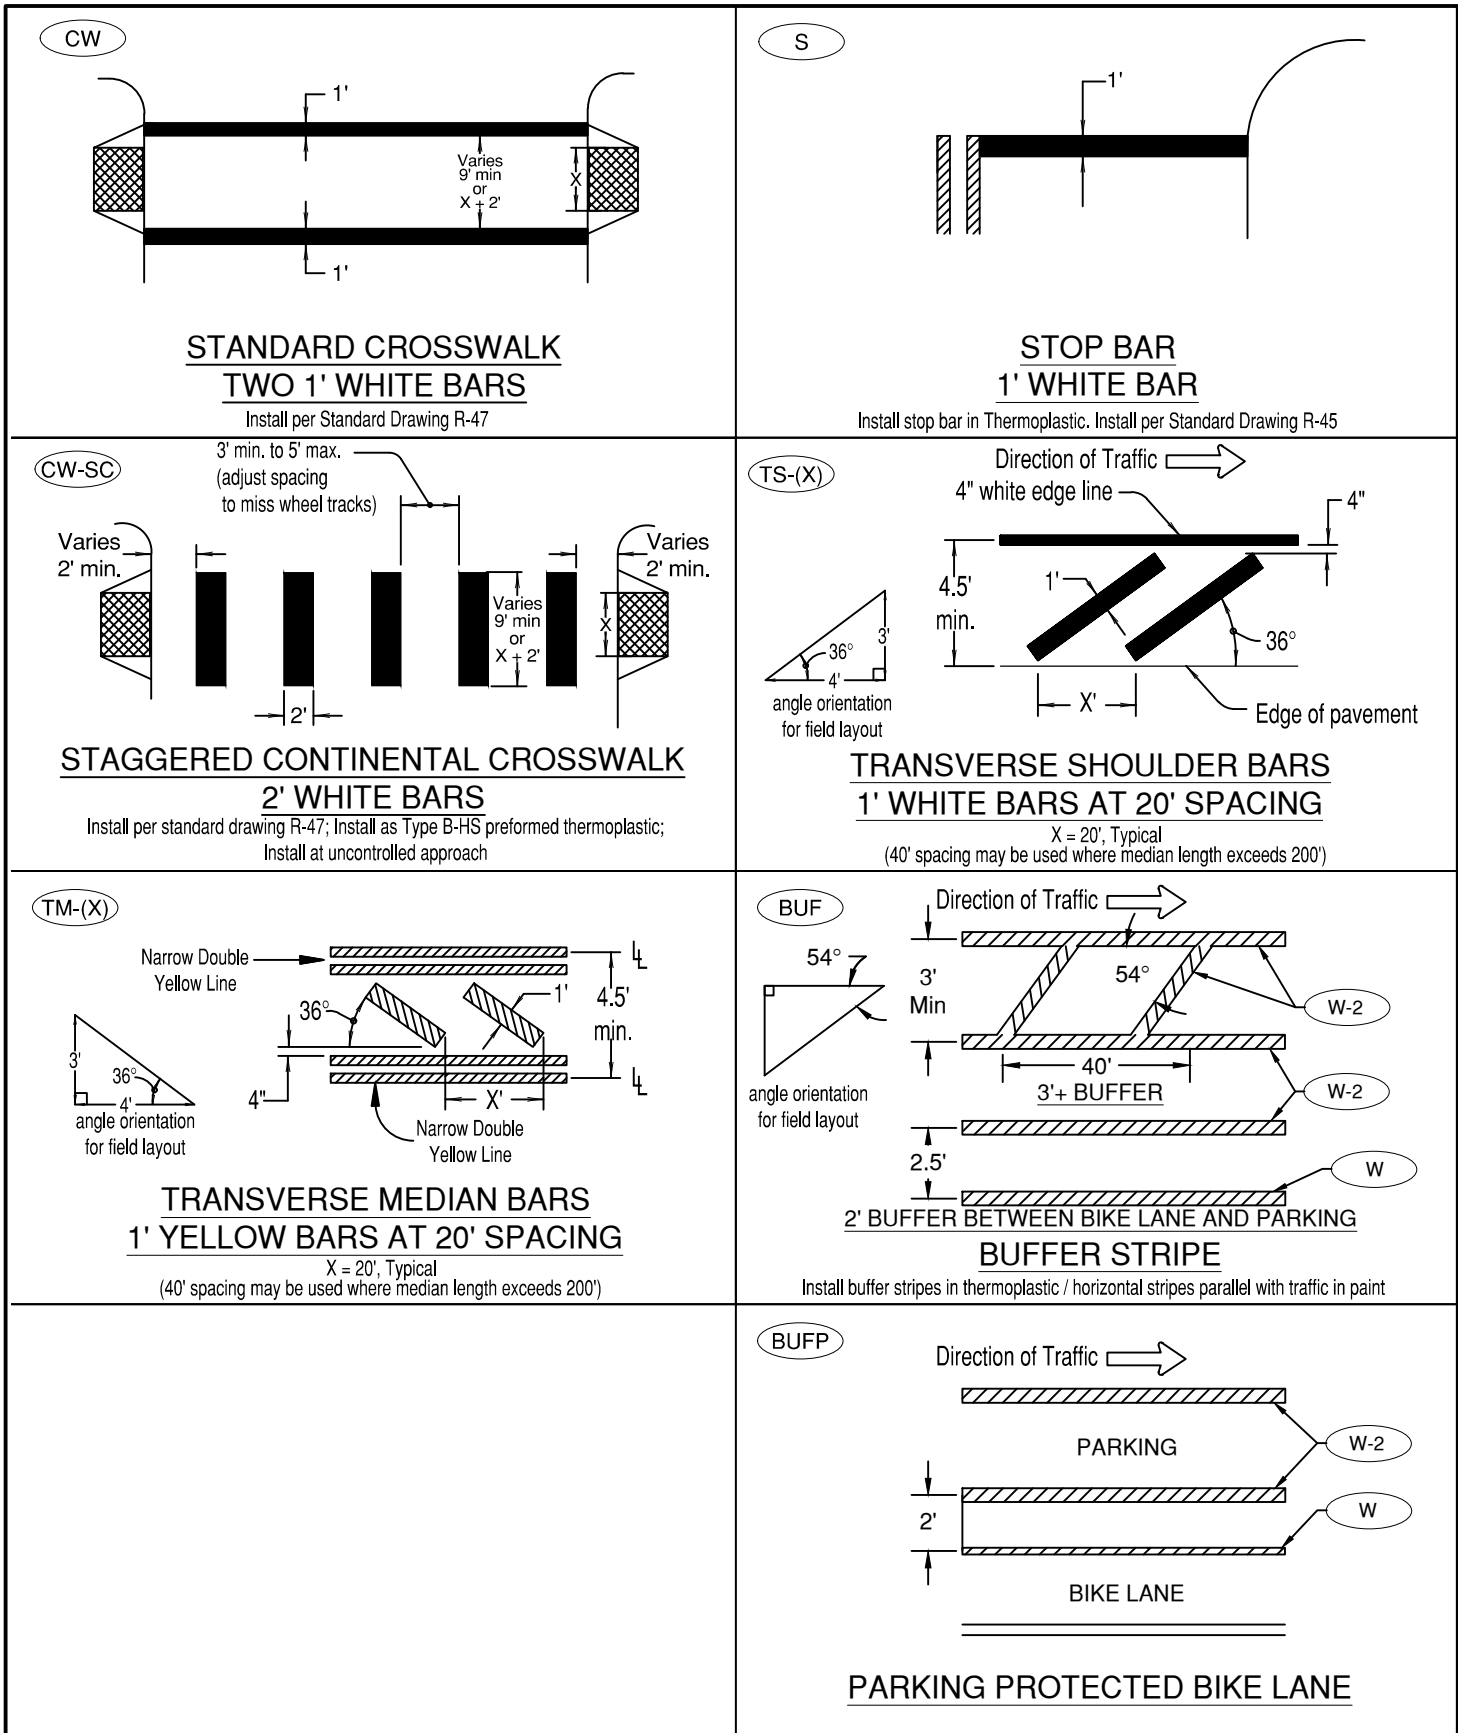 CW
1'
Varies
9' min
or
X + 2'
X
1'
STANDARD CROSSWALK
TWO 1' WHITE BARS
Install per Standard Drawing R-47
S
1'
STOP BAR
1' WHITE BAR
Install stop bar in Thermoplastic. Install per Standard Drawing R-45
CW-SC
3' min. to 5' max.
(adjust spacing
to miss wheel tracks)
Varies
2' min.
Varies
2' min.
Varies
9' min
or
X + 2'
X
2'
STAGGERED CONTINENTAL CROSSWALK
2' WHITE BARS
Install per standard drawing R-47; Install as Type B-HS preformed thermoplastic;
Install at uncontrolled approach
TS-(X)
Direction of Traffic
4" white edge line
4"
4.5'
min.
1'
36°
3'
36°
4'
angle orientation
for field layout
X'
Edge of pavement
TRANSVERSE SHOULDER BARS
1' WHITE BARS AT 20' SPACING
X = 20', Typical
(40' spacing may be used where median length exceeds 200')
TM-(X)
Narrow Double
Yellow Line
36°
1'
4.5'
min.
3'
36°
4'
angle orientation
for field layout
4"
X'
Narrow Double
Yellow Line
TRANSVERSE MEDIAN BARS
1' YELLOW BARS AT 20' SPACING
X = 20', Typical
(40' spacing may be used where median length exceeds 200')
BUF
Direction of Traffic
54°
3'
Min
54°
W-2
angle orientation
for field layout
40'
3'+ BUFFER
W-2
2.5'
W
2' BUFFER BETWEEN BIKE LANE AND PARKING
BUFFER STRIPE
Install buffer stripes in thermoplastic / horizontal stripes parallel with traffic in paint
BUFP
Direction of Traffic
PARKING
W-2
2'
W
BIKE LANE
PARKING PROTECTED BIKE LANE